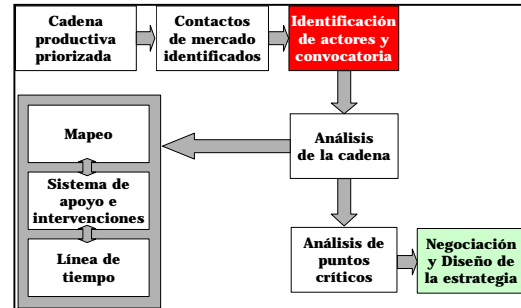 Cadena
productiva
priorizada
Contactos
de mercado
identificados
Identificación
de actores y
convocatoria
Mapeo
Sistema de
apoyo e
intervenciones
Línea de
tiempo
Análisis
de la cadena
Análisis de
puntos
críticos
Negociación
y Diseño de
la estrategia